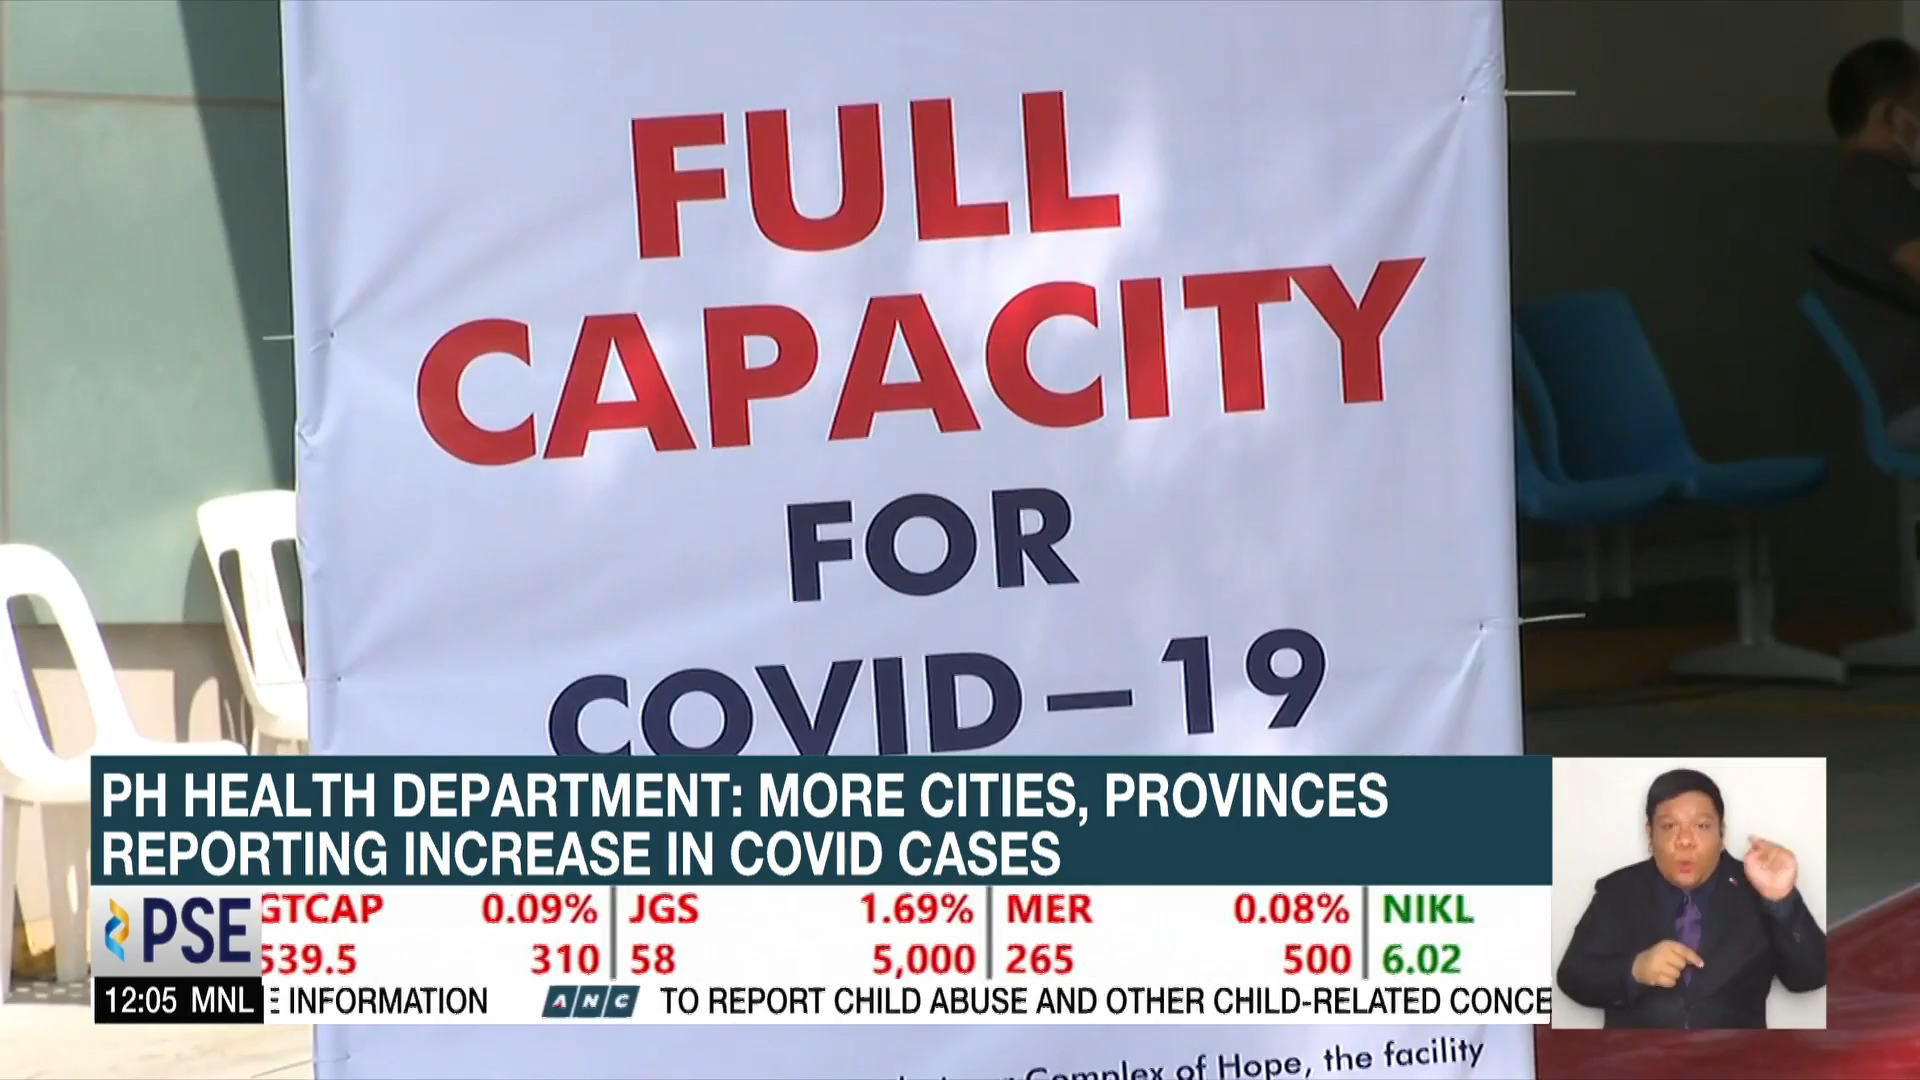 FULL
CAPACITY
FOR
COVID–19
PH HEALTH DEPARTMENT: MORE CITIES, PROVINCES
REPORTING INCREASE IN COVID CASES
PSE
GTCAP 0.09%
539.5 310
JGS 1.69%
58 5,000
MER 0.08%
265 500
NIKL
6.02
12:05 MNL
INFORMATION ANC TO REPORT CHILD ABUSE AND OTHER CHILD-RELATED
Complex of Hope, the facility